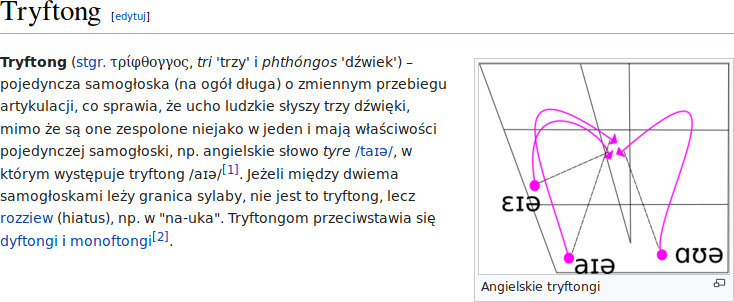 Tryftong [edytuj]
Tryftong (stgr. τρίφθογγος, tri 'trzy' i phthóngos 'dźwiek') –
pojedyncza samogłoska (na ogół długa) o zmiennym przebiegu
artykulacji, co sprawia, że ucho ludzkie słyszy trzy dźwięki,
mimo że są one zespolone niejako w jeden i mają właściwości
pojedynczej samogłoski, np. angielskie słowo tyre /taɪə/, w
którym występuje tryftong /aɪə/[1]. Jeżeli między dwiema
samogłoskami leży granica sylaby, nie jest to tryftong, lecz
rozziew (hiatus), np. w "na-uka". Tryftongom przeciwstawia się
dyftongi i monoftongi[2].
ɛɪə
aɪə
ɑʊə
Angielskie tryftongi